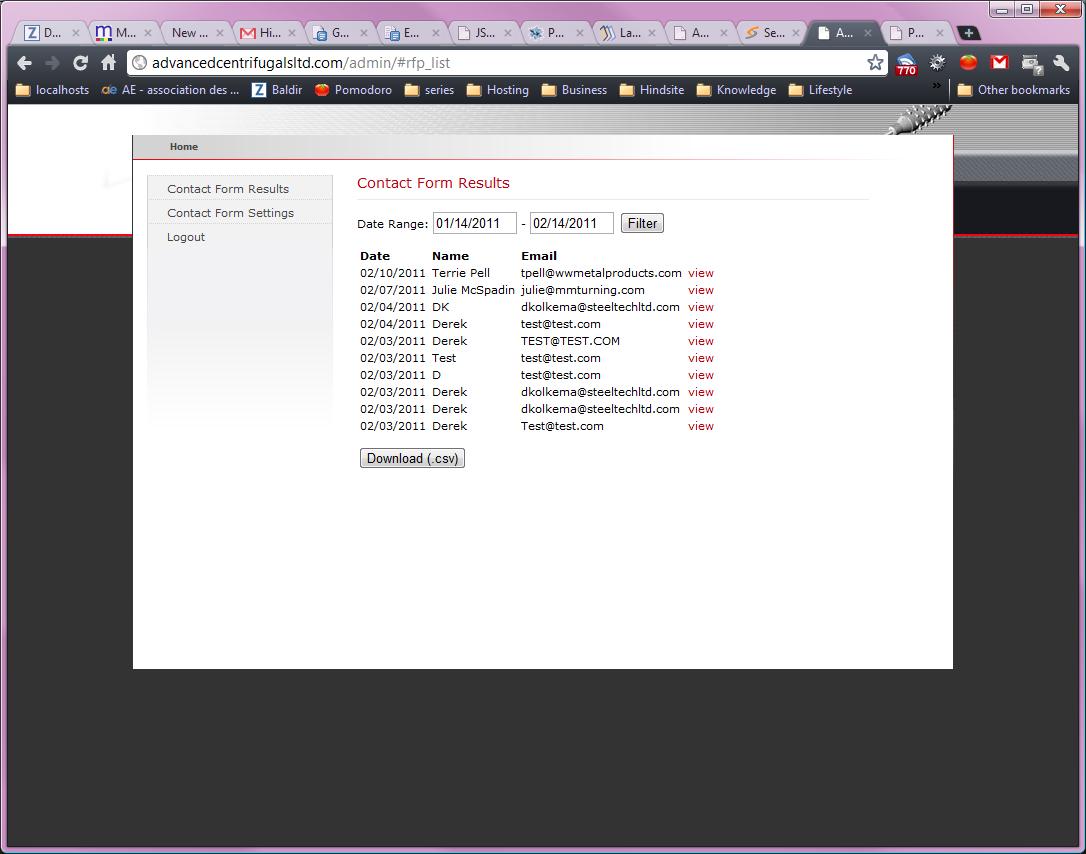 D... M... New ... Hi... G... E... JS... P... La... A... Se... A... P...
advancedcentrifugalsltd.com/admin/#rfp_list
770
localhosts AE - association des ... Baldir Pomodoro series Hosting Business Hindsite Knowledge Lifestyle » Other bookmarks
Home
Contact Form Results
Contact Form Settings
Logout
Contact Form Results
Date Range: 01/14/2011 - 02/14/2011 Filter
Date Name Email
02/10/2011 Terrie Pell tpell@wwmetalproducts.com view
02/07/2011 Julie McSpadin julie@mmturning.com view
02/04/2011 DK dkolkema@steeltechltd.com view
02/04/2011 Derek test@test.com view
02/03/2011 Derek TEST@TEST.COM view
02/03/2011 Test test@test.com view
02/03/2011 D test@test.com view
02/03/2011 Derek dkolkema@steeltechltd.com view
02/03/2011 Derek dkolkema@steeltechltd.com view
02/03/2011 Derek Test@test.com view
Download (.csv)